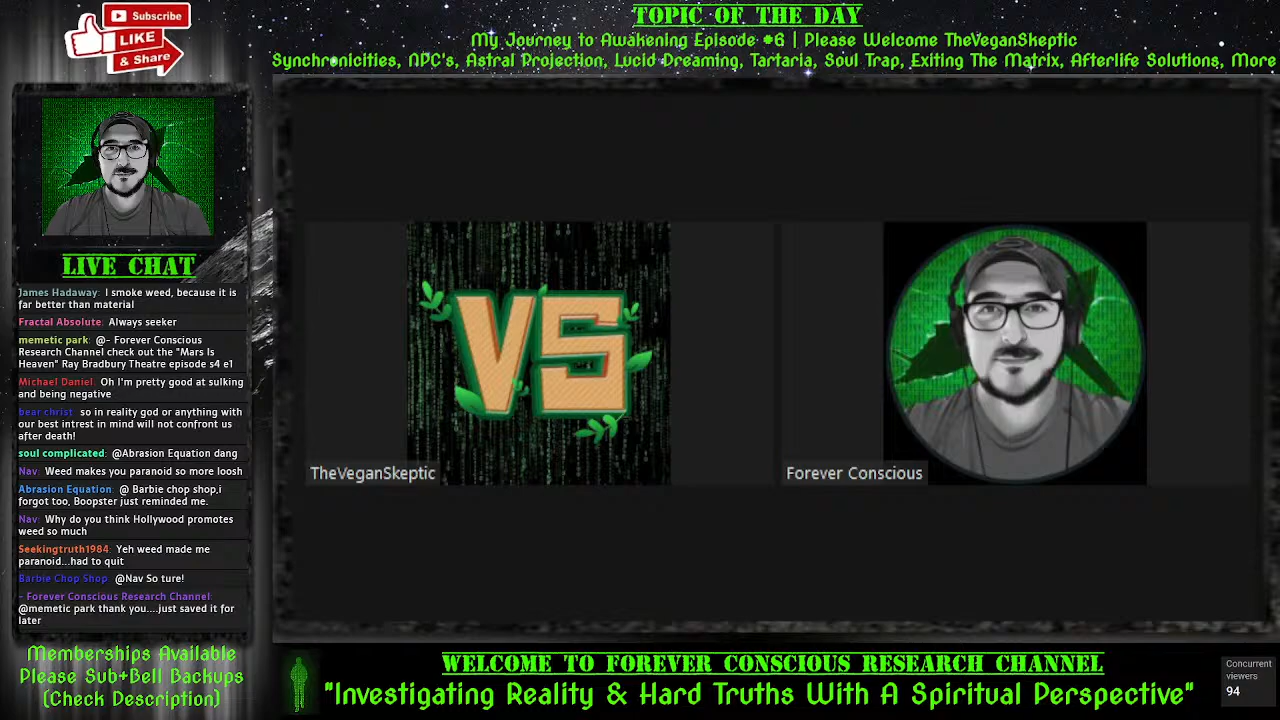 Subscribe
LIKE
& Share
TOPIC OF THE DAY
My Journey to Awakening Episode #6 | Please Welcome TheVeganSkeptic
Synchronicities, NPC's, Astral Projection, Lucid Dreaming, Tartaria, Soul Trap, Exiting The Matrix, Afterlife Solutions, More
LIVE CHAT
James Hadaway: I smoke weed, because it is
far better than material
Fractal Absolute: Always seeker
memetic park: @- Forever Conscious
Research Channel check out the "Mars Is
Heaven" Ray Bradbury Theatre episode s4 e1
Michael Daniel: Oh I'm pretty good at sulking
and being negative
bear christ: so in reality god or anything with
our best intrest in mind will not confront us
after death!
soul complicated: @Abrasion Equation dang
Nav: Weed makes you paranoid so more loosh
Abrasion Equation: @ Barbie chop shop,i
forgot too, Boopster just reminded me.
Nav: Why do you think Hollywood promotes
weed so much
Seekingtruth1984: Yeh weed made me
paranoid...had to quit
Barbie Chop Shop: @Nav So ture!
- Forever Conscious Research Channel:
@memetic park thank you....just saved it for
later
Memberships Available
Please Sub+Bell Backups
(Check Description)
VS
TheVeganSkeptic
Forever Conscious
WELCOME TO FOREVER CONSCIOUS RESEARCH CHANNEL
"Investigating Reality & Hard Truths With A Spiritual Perspective"
Concurrent
viewers
94